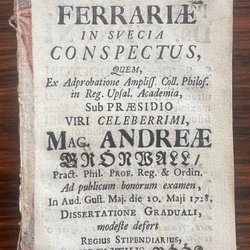 FERRARIÆ
IN SVECIA
CONSPECTUS,
QUEM,
Ex Adprobatione Ampliss. Coll. Philos.
in Reg. Upsal. Academia,
Sub PRÆSIDIO
VIRI CELEBERRIMI,
MAG. ANDREÆ
GRÖNWALL/
Pract. Phil. PROF. REG. & ORDIN.
Ad publicum bonorum examen,
In Aud. Gust. Maj. die 10. Maji 1728.
DISSERTATIONE GRADUALI,
modeste defert
REGIUS STIPENDIARIUS,